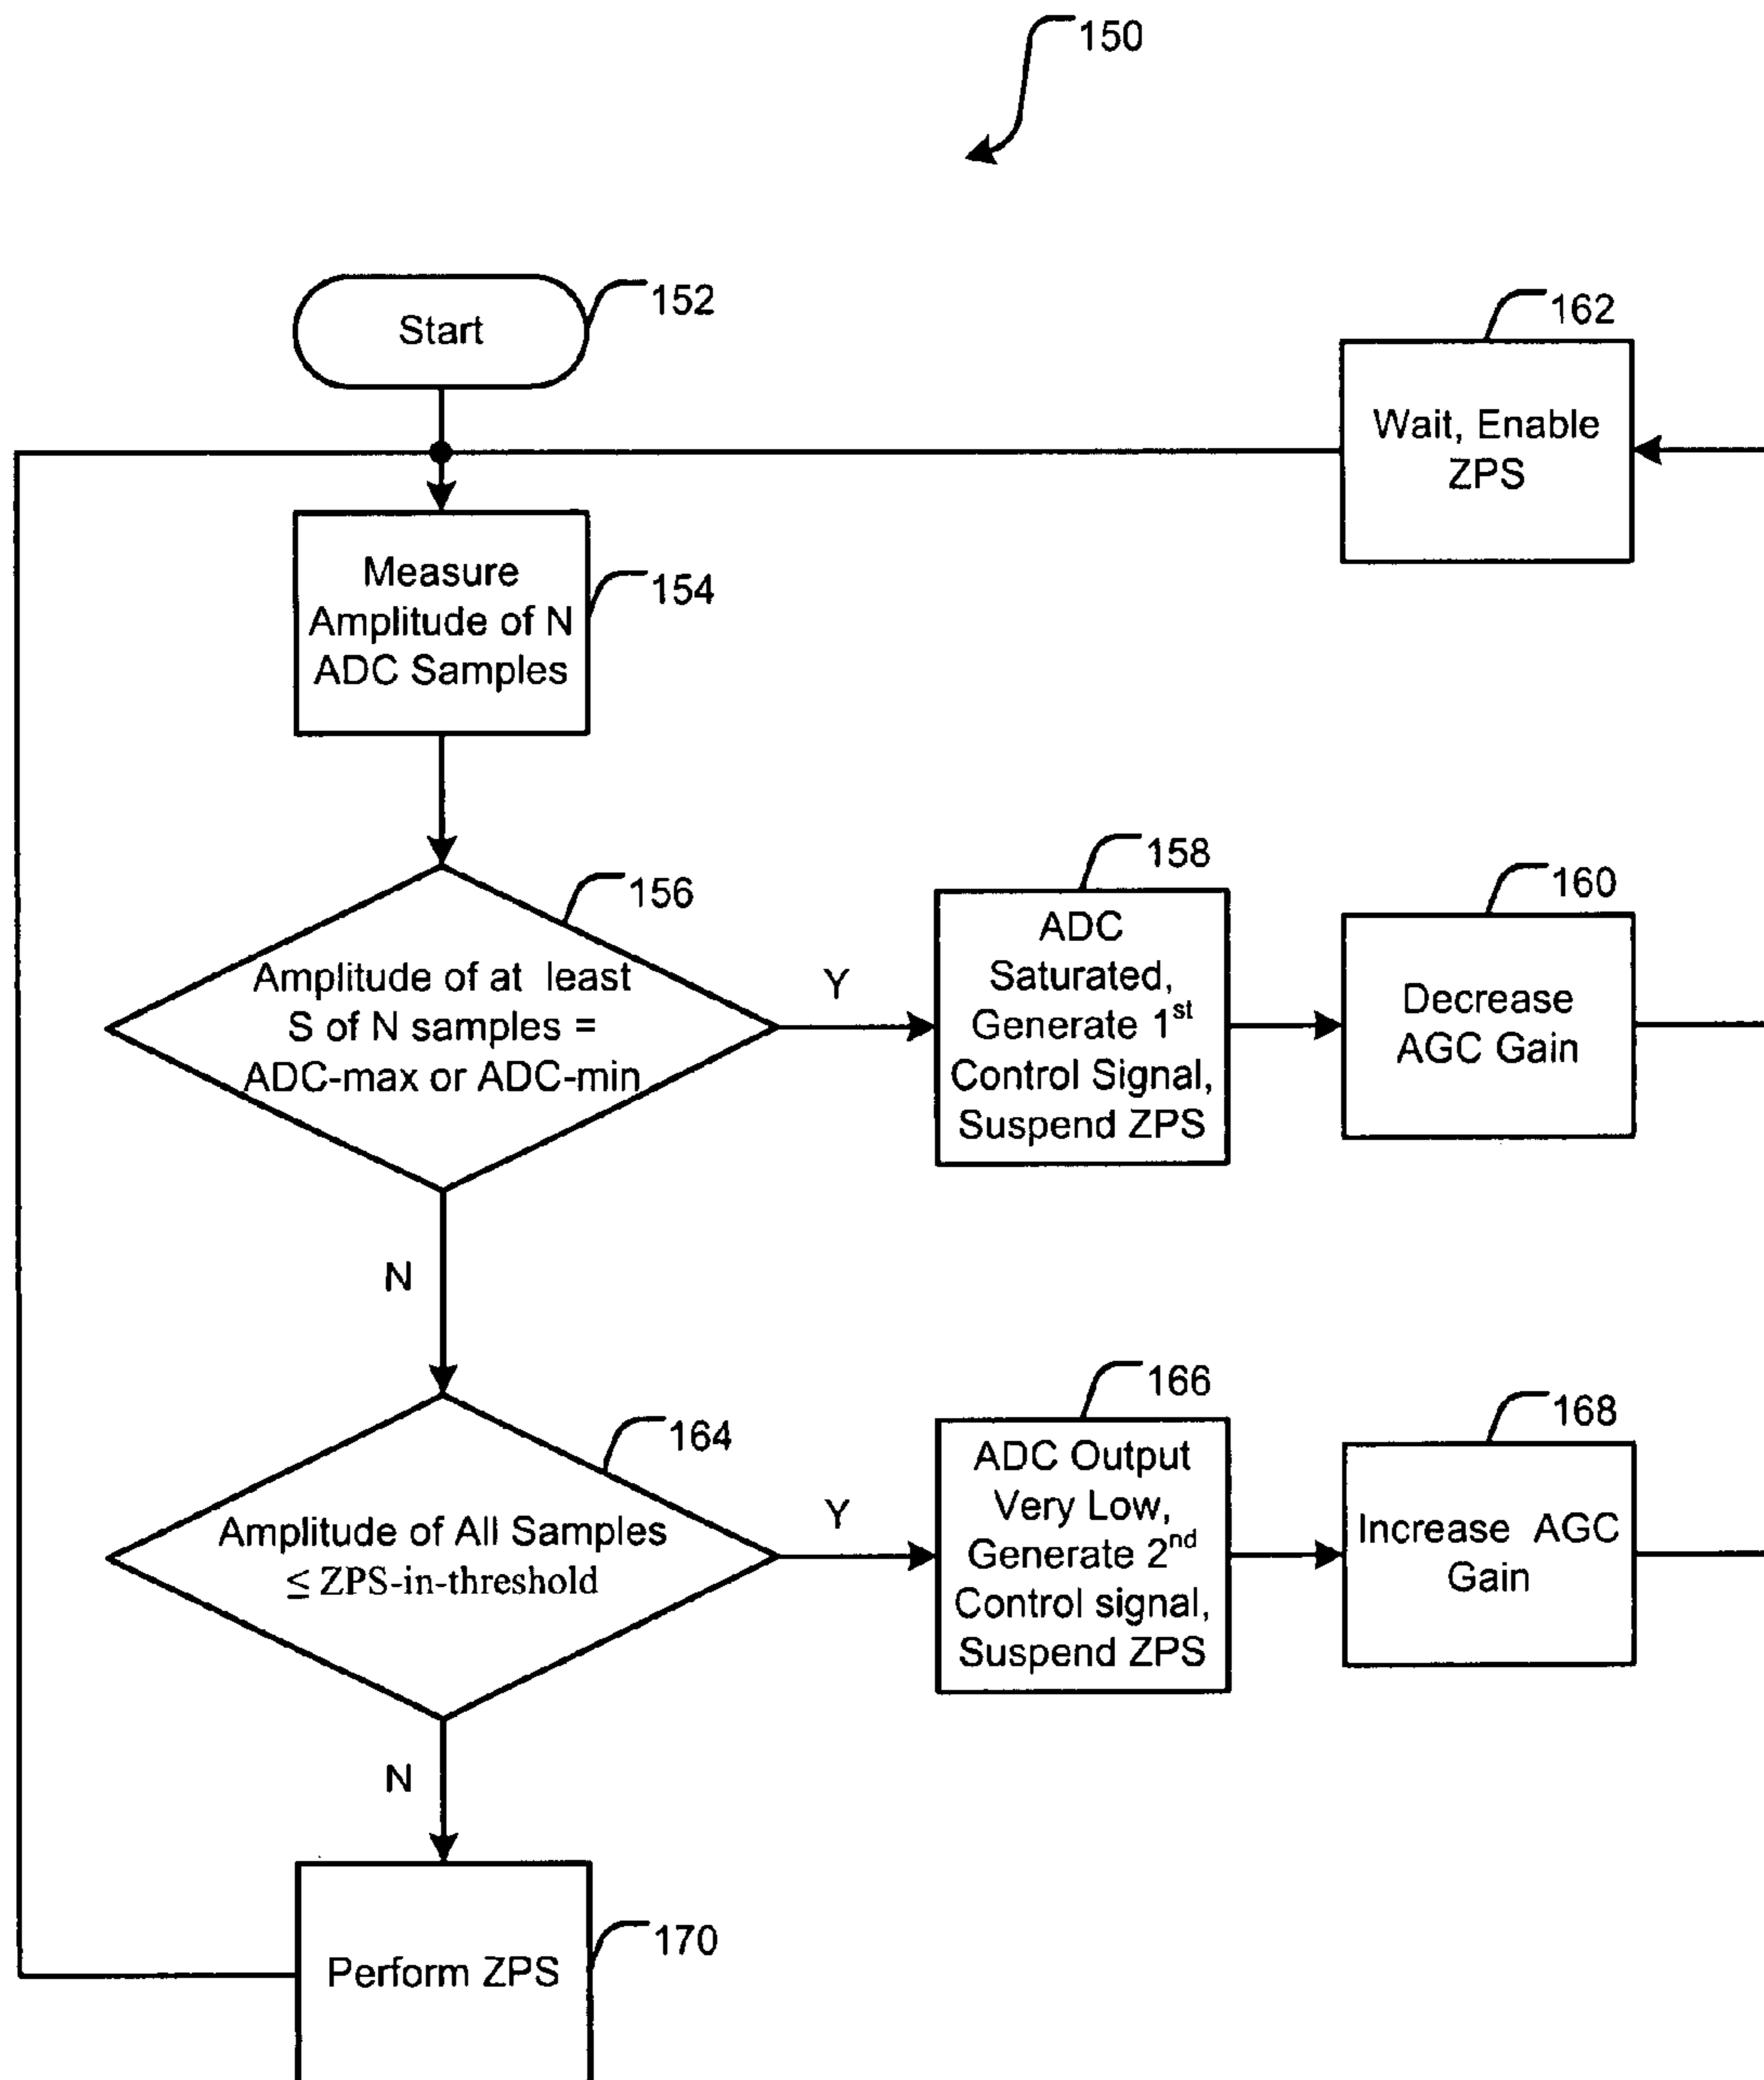 150
Start
152
162
Wait, Enable
ZPS
Measure
Amplitude of N
ADC Samples
154
156
Amplitude of at least
S of N samples =
ADC-max or ADC-min
Y
158
ADC
Saturated,
Generate 1st
Control Signal,
Suspend ZPS
160
Decrease
AGC Gain
N
164
Amplitude of All Samples
≤ ZPS-in-threshold
Y
166
ADC Output
Very Low,
Generate 2nd
Control signal,
Suspend ZPS
168
Increase AGC
Gain
N
170
Perform ZPS